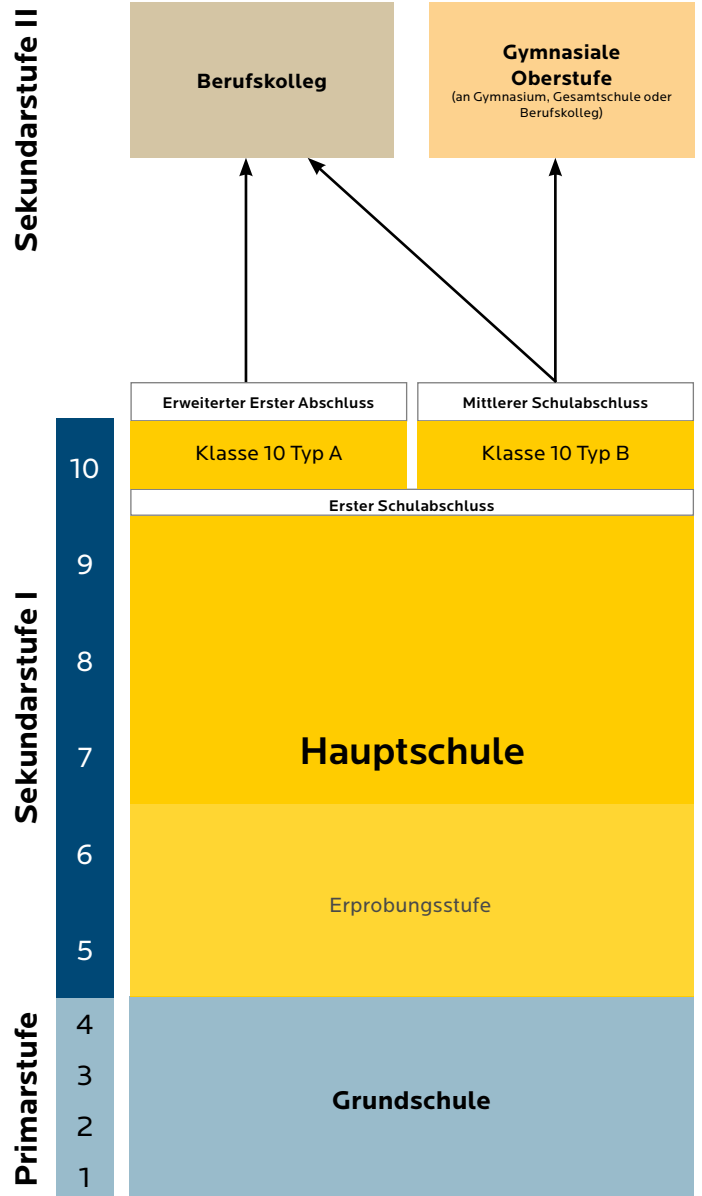 Sekundarstufe II
Berufskolleg
Gymnasiale
Oberstufe
(an Gymnasium, Gesamtschule oder
Berufskolleg)
Erweiterter Erster Abschluss
Mittlerer Schulabschluss
Sekundarstufe I
10
Klasse 10 Typ A
Klasse 10 Typ B
Erster Schulabschluss
9
8
7
Hauptschule
6
Erprobungsstufe
5
Primarstufe
4
3
Grundschule
2
1